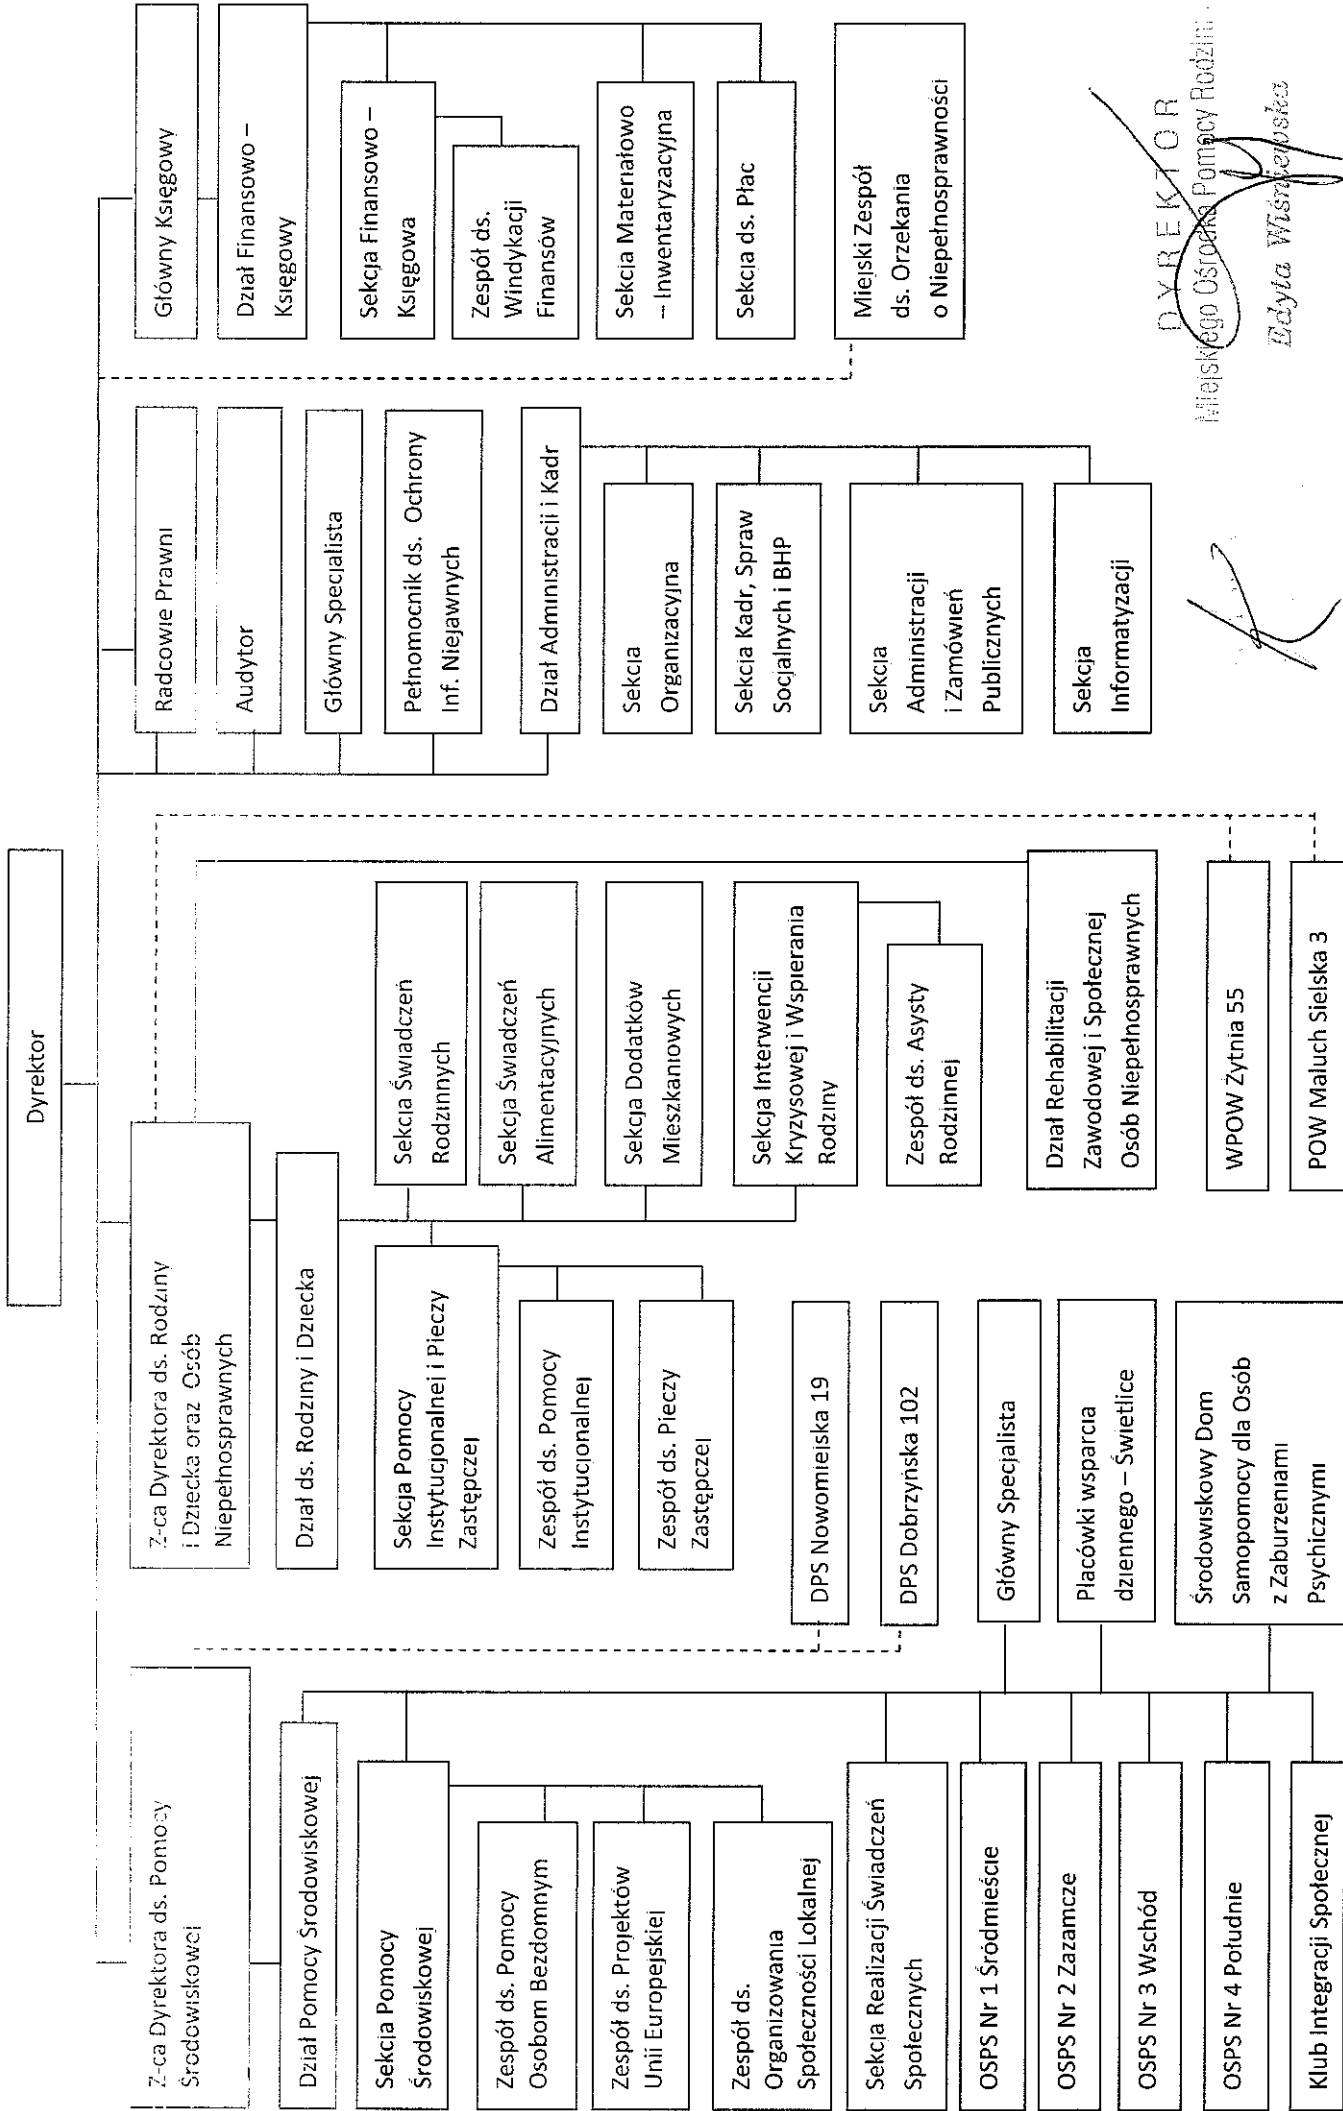 Dyrektor
Z-ca Dyrektora ds. Pomocy
Środowiskowej
Dział Pomocy Środowiskowej
Sekcja Pomocy
Środowiskowej
Zespół ds. Pomocy
Osobom Bezdomnym
Zespół ds. Projektów
Unii Europejskiej
Zespół ds.
Organizowania
Społeczności Lokalnej
Sekcja Realizacji Świadczeń
Społecznych
OSPS Nr 1 Śródmieście
OSPS Nr 2 Zazamcze
OSPS Nr 3 Wschód
OSPS Nr 4 Południe
Klub Integracji Społecznej
DPS Nowomiejska 19
DPS Dobrzyńska 102
Główny Specjalista
Placówki wsparcia
dziennego – Świetlice
Środowiskowy Dom
Samopomocy dla Osób
z Zaburzeniami
Psychicznymi
Z-ca Dyrektora ds. Rodziny
i Dziecka oraz Osób
Niepełnosprawnych
Dział ds. Rodziny i Dziecka
Sekcja Pomocy
Instytucjonalnej i Pieczy
Zastępczej
Zespół ds. Pomocy
Instytucjonalnej
Zespół ds. Pieczy
Zastępczej
Sekcja Świadczeń
Rodzinnych
Sekcja Świadczeń
Alimentacyjnych
Sekcja Dodatków
Mieszkaniowych
Sekcja Interwencji
Kryzysowej i Wspierania
Rodziny
Zespół ds. Asysty
Rodzinnej
Dział Rehabilitacji
Zawodowej i Społecznej
Osób Niepełnosprawnych
WPOW Żytnia 55
POW Maluch Sielska 3
Radcowie Prawni
Audytor
Główny Specjalista
Pełnomocnik ds. Ochrony
Inf. Niejawnych
Dział Administracji i Kadr
Sekcja
Organizacyjna
Sekcja Kadr, Spraw
Socjalnych i BHP
Sekcja
Administracji
i Zamówień
Publicznych
Sekcja
Informatyzacji
Główny Księgowy
Dział Finansowo –
Księgowy
Sekcja Finansowo –
Księgowa
Zespół ds.
Windykacji
Finansów
Sekcja Materiałowo
– Inwentaryzacyjna
Sekcja ds. Płac
Miejski Zespół
ds. Orzekania
o Niepełnosprawności
DYREKTOR
Miejskiego Ośrodka Pomocy Rodzin
Edyta Wiśniewska